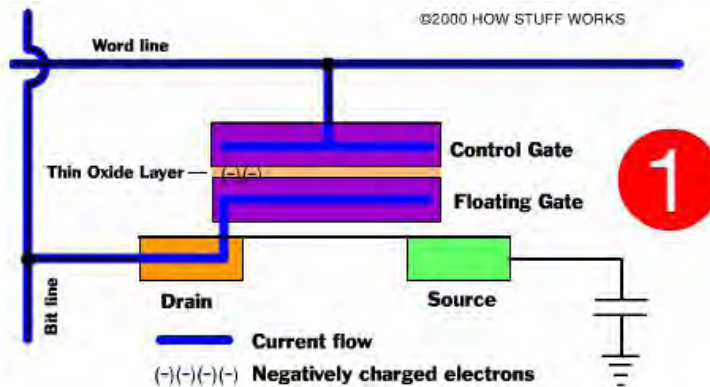 ©2000 HOW STUFF WORKS
Word line
Control Gate
Thin Oxide Layer
(-)(-)
1
Floating Gate
Drain
Source
Bit line
Current flow
(-)(-)(-)(-) Negatively charged electrons